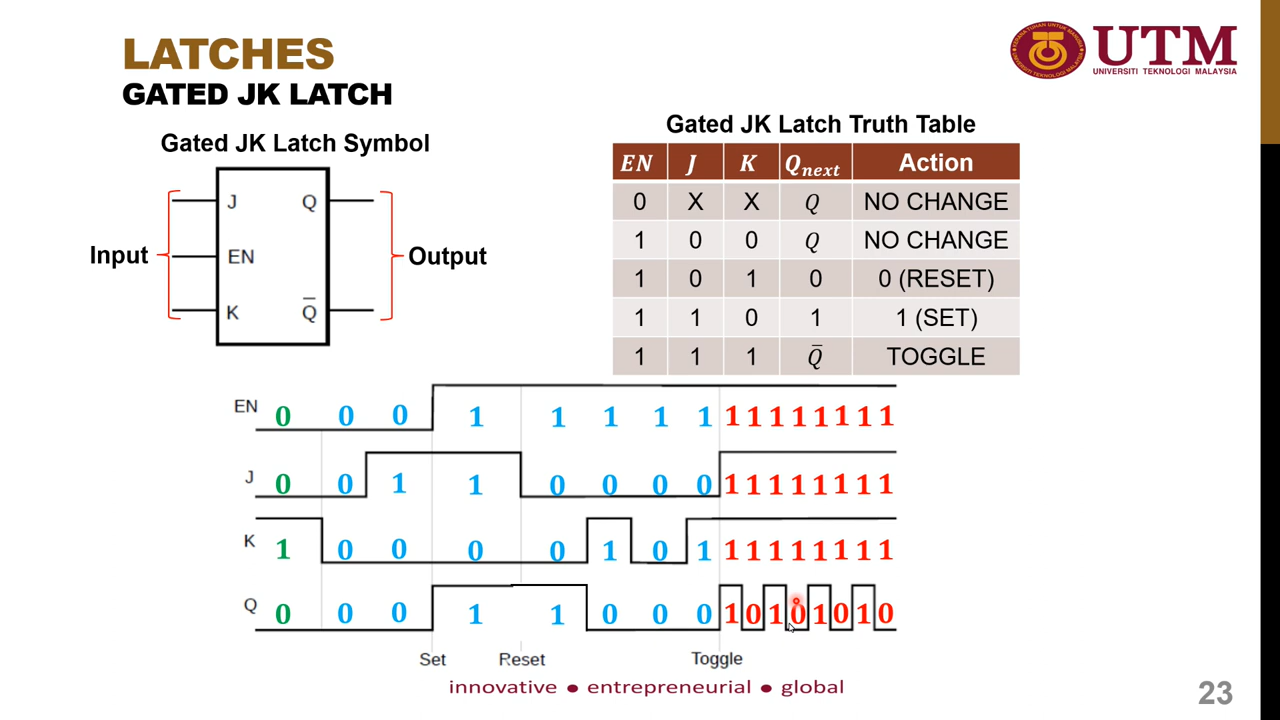 LATCHES
GATED JK LATCH
UTM
UNIVERSITI TEKNOLOGI MALAYSIA
Gated JK Latch Symbol
Input
J Q
EN
K Q̅
Output
Gated JK Latch Truth Table
EN J K Qnext Action
0 X X Q NO CHANGE
1 0 0 Q NO CHANGE
1 0 1 0 0 (RESET)
1 1 0 1 1 (SET)
1 1 1 Q̅ TOGGLE
EN 0 0 0 1 1 1 1 1 1 1 1 1 1 1 1 1
J 0 0 1 1 0 0 0 0 1 1 1 1 1 1 1 1
K 1 0 0 0 0 1 0 1 1 1 1 1 1 1 1 1
Q 0 0 0 1 1 0 0 0 1 0 1 0 1 0 1 0
Set Reset Toggle
innovative ● entrepreneurial ● global
23